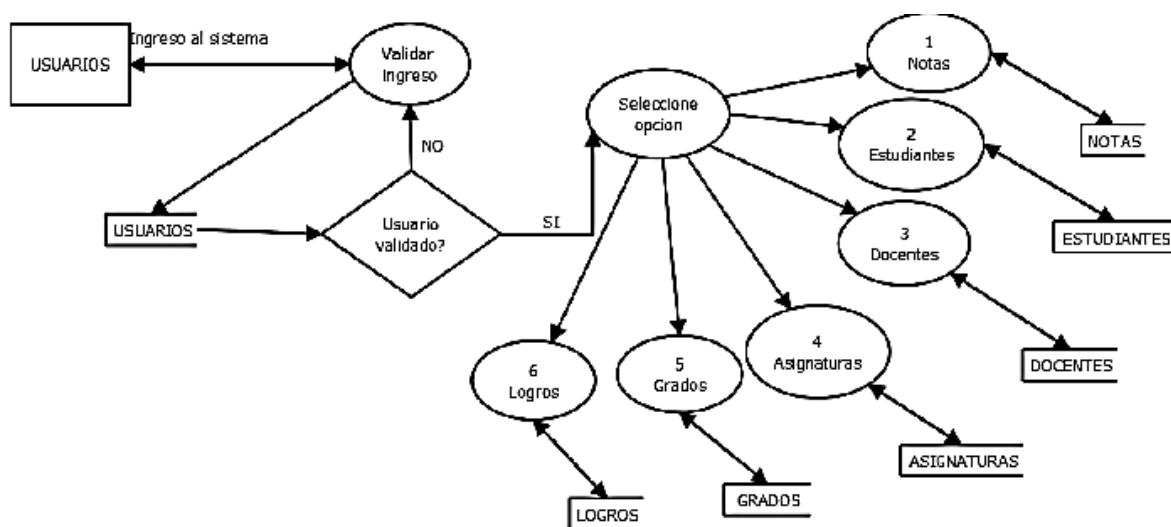 Ingreso al sistema
USUARIOS
Validar
Ingreso
NO
USUARIOS
Usuario
validado?
SI
Seleccione
opcion
1
Notas
NOTAS
2
Estudiantes
ESTUDIANTES
3
Docentes
DOCENTES
4
Asignaturas
ASIGNATURAS
5
Grados
GRADOS
6
Logros
LOGROS